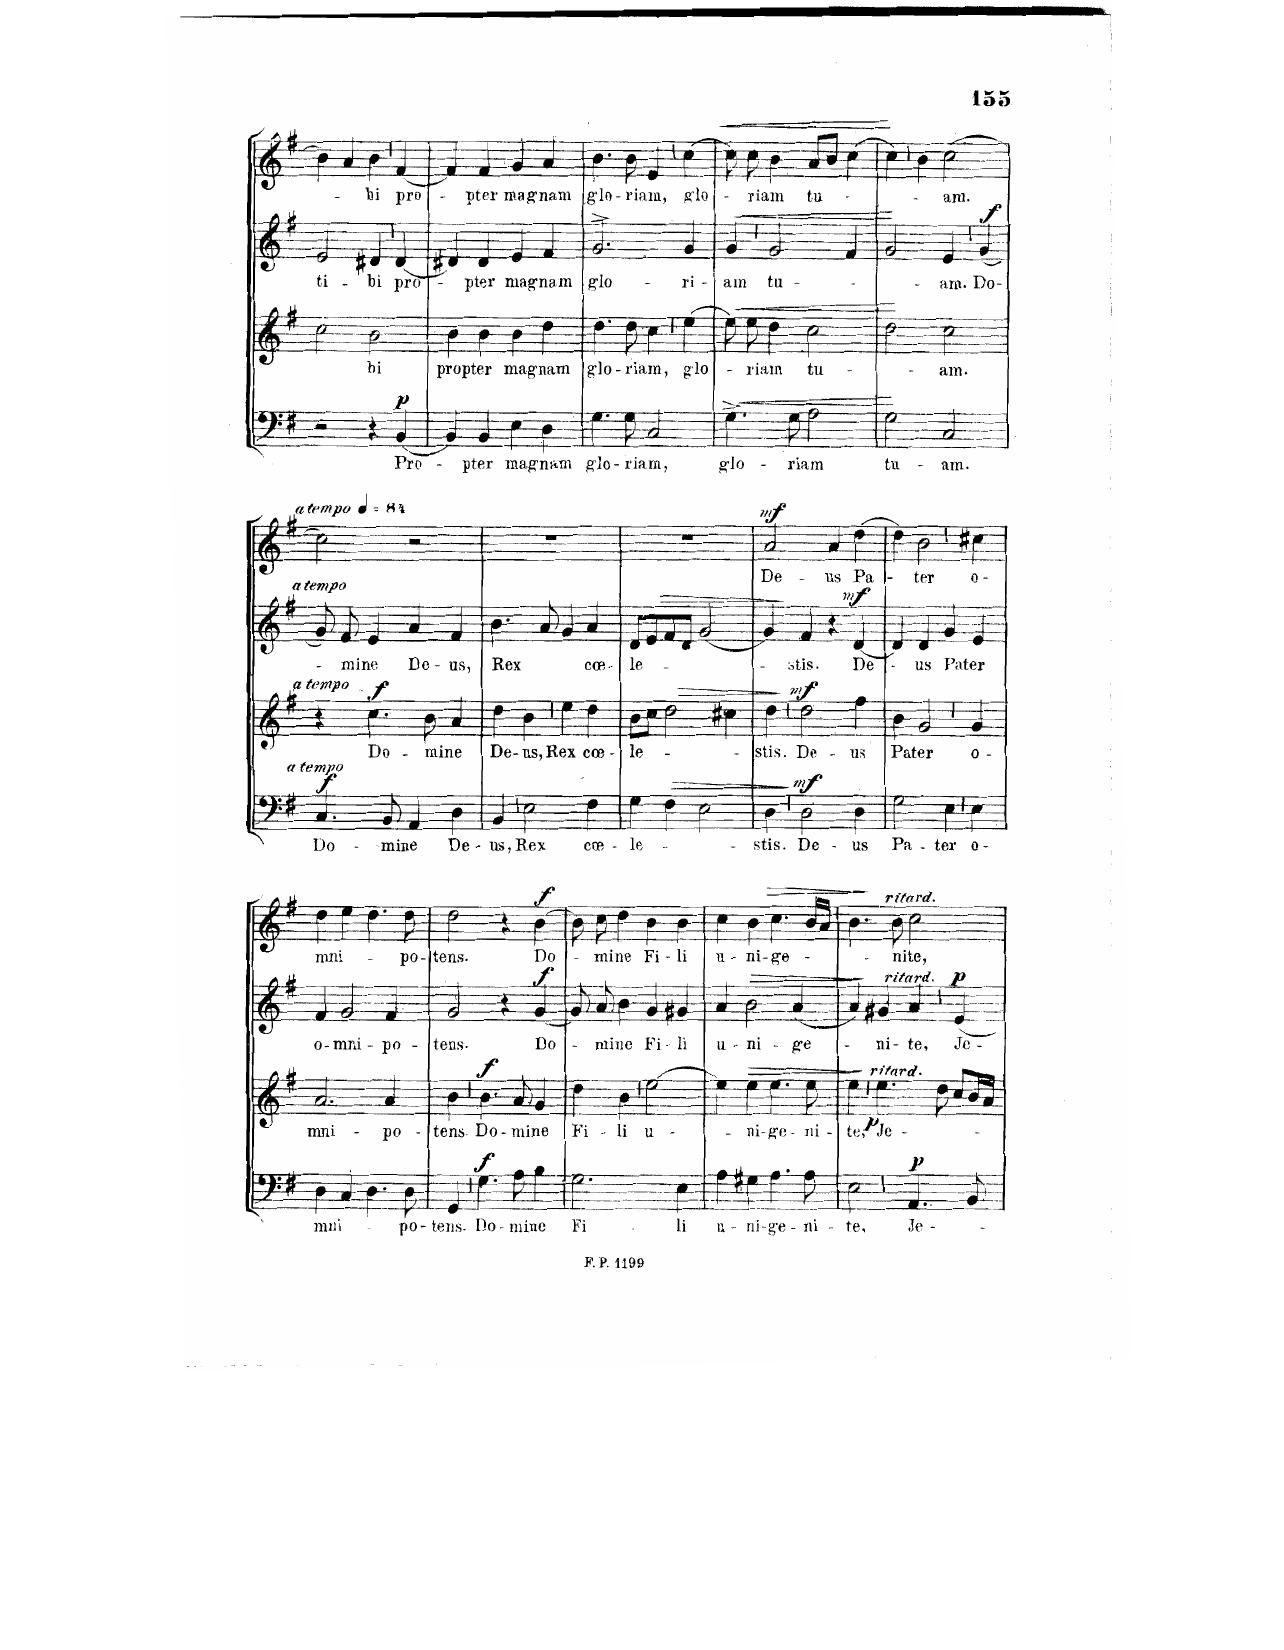 155
- bi pro - pter magnam glo - riam, glo - riam tu - - - am.
f
ti - bi pro - pter magnam glo - ri - am tu - - - am. Do-
bi propter magnam glo - riam, glo - riam tu - - am.
p
Pro - pter magnam glo - riam, glo - riam tu - am.
a tempo ♩ = 84
mf
De - us Pa - ter o-
a tempo
mf
- mine De - us, Rex cœ - le - - stis. De - us Pater
a tempo f mf
Do - mine De - us, Rex cœ - le - - stis. De - us Pater o-
a tempo
f mf
Do - mine De - us, Rex cœ - le - - stis. De - us Pa - ter o-
f ritard.
mni - po - tens. Do - mine Fi - li u - ni - ge - - nite,
f ritard. p
o - mni - po - tens. Do - mine Fi - li u - ni - ge - ni - te, Je-
f ritard.
p
mni - po - tens. Do - mine Fi - li u - - ni - ge - ni - te, Je - -
f p
mni - po - tens. Do - mine Fi li u - ni - ge - ni - te, Je - -
F. P. 1199